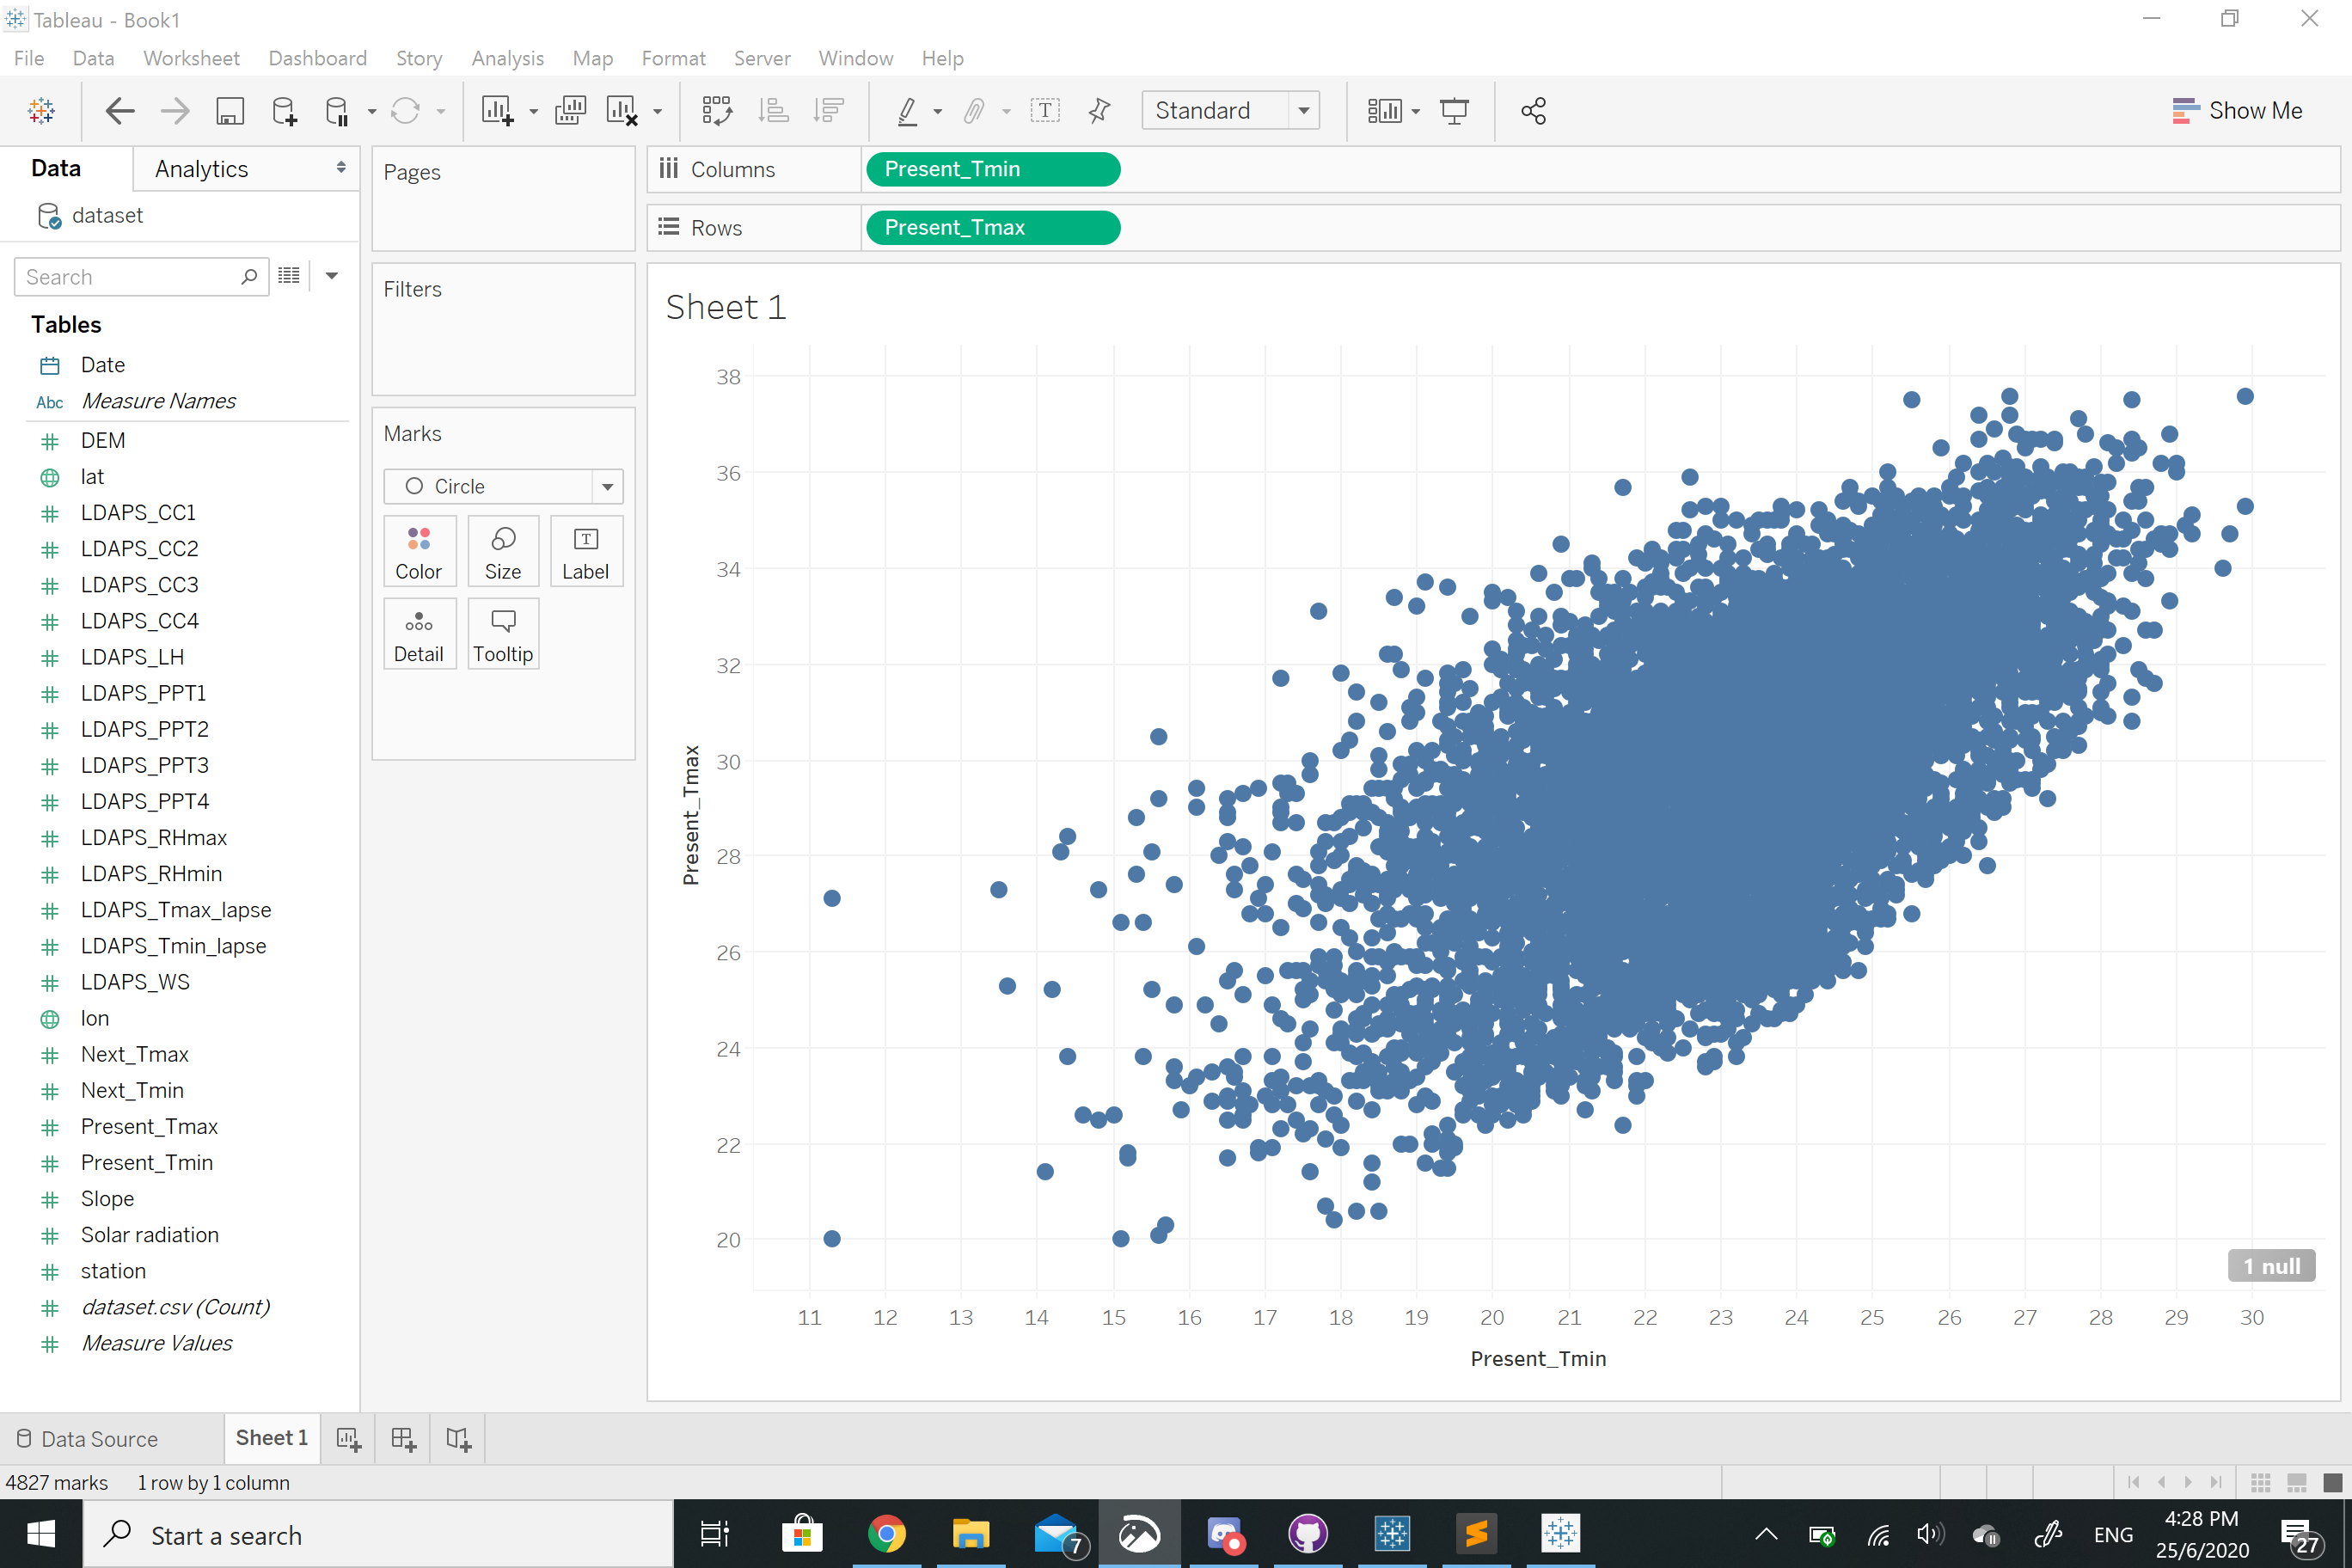 Tableau - Book1
File Data Worksheet Dashboard Story Analysis Map Format Server Window Help
Standard
Show Me
Data Analytics
dataset
Search
Tables
Date
Abc Measure Names
DEM
lat
LDAPS_CC1
LDAPS_CC2
LDAPS_CC3
LDAPS_CC4
LDAPS_LH
LDAPS_PPT1
LDAPS_PPT2
LDAPS_PPT3
LDAPS_PPT4
LDAPS_RHmax
LDAPS_RHmin
LDAPS_Tmax_lapse
LDAPS_Tmin_lapse
LDAPS_WS
lon
Next_Tmax
Next_Tmin
Present_Tmax
Present_Tmin
Slope
Solar radiation
station
dataset.csv (Count)
Measure Values
Pages
Filters
Marks
Circle
Color Size Label
Detail Tooltip
Columns Present_Tmin
Rows Present_Tmax
Sheet 1
Present_Tmax
38
36
34
32
30
28
26
24
22
20
1 null
11 12 13 14 15 16 17 18 19 20 21 22 23 24 25 26 27 28 29 30
Present_Tmin
Data Source Sheet 1
4827 marks 1 row by 1 column
Start a search
7
ENG
4:28 PM
25/6/2020
27